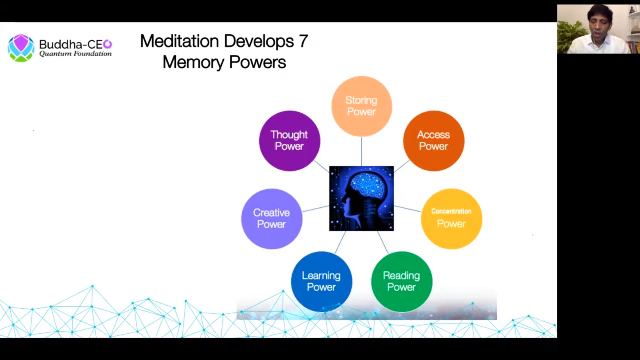 Buddha-CEO
Quantum Foundation
Meditation Develops 7
Memory Powers
Storing
Power
Access
Power
Concentration
Power
Reading
Power
Learning
Power
Creative
Power
Thought
Power